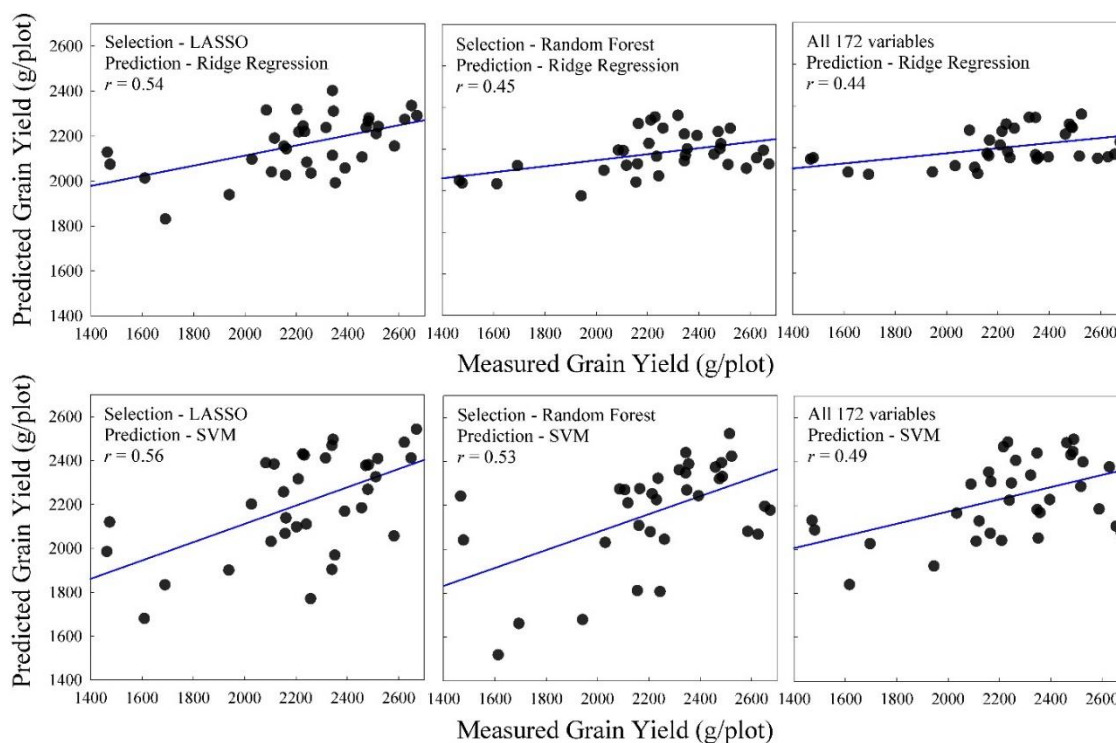 Predicted Grain Yield (g/plot)
2700
2600
2400
2200
2000
1800
1600
1400
Selection - LASSO
Prediction - Ridge Regression
r = 0.54
Selection - Random Forest
Prediction - Ridge Regression
r = 0.45
All 172 variables
Prediction - Ridge Regression
r = 0.44
1400 1600 1800 2000 2200 2400 2600
1600 1800 2000 2200 2400 2600
1400 1600 1800 2000 2200 2400 2600
Measured Grain Yield (g/plot)
Predicted Grain Yield (g/plot)
2700
2600
2400
2200
2000
1800
1600
1400
Selection - LASSO
Prediction - SVM
r = 0.56
Selection - Random Forest
Prediction - SVM
r = 0.53
All 172 variables
Prediction - SVM
r = 0.49
1400 1600 1800 2000 2200 2400 2600
1600 1800 2000 2200 2400 2600
1400 1600 1800 2000 2200 2400 2600
Measured Grain Yield (g/plot)